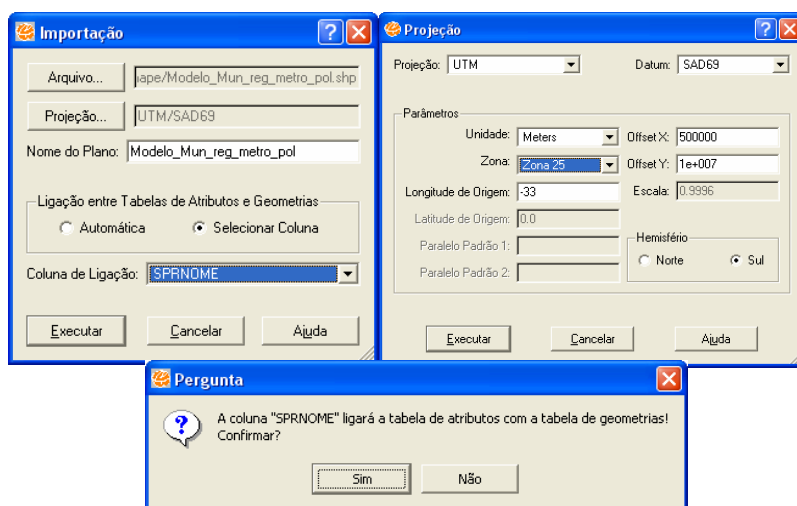 Importação
Arquivo...
ape/Modelo_Mun_reg_metro_pol.shp
Projeção...
UTM/SAD69
Nome do Plano: Modelo_Mun_reg_metro_pol
Ligação entre Tabelas de Atributos e Geometrias
Automática
Selecionar Coluna
Coluna de Ligação: SPRNOME
Executar
Cancelar
Ajuda
Projeção
Projeção: UTM
Datum: SAD69
Parâmetros
Unidade: Meters
Offset X: 500000
Zona: Zona 25
Offset Y: 1e+007
Longitude de Origem: -33
Escala: 0.9996
Latitude de Origem: 0.0
Paralelo Padrão 1:
Paralelo Padrão 2:
Hemisfério
Norte
Sul
Executar
Cancelar
Ajuda
Pergunta
A coluna "SPRNOME" ligará a tabela de atributos com a tabela de geometrias!
Confirmar?
Sim
Não